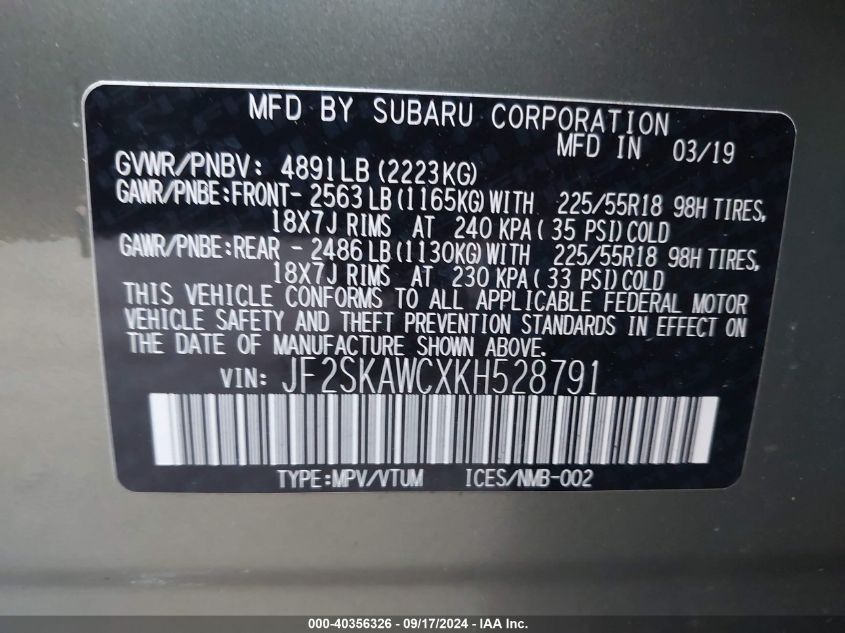 MFD BY SUBARU CORPORATION
MFD IN 03/19
GVWR/PNBV: 4891LB (2223KG)
GAWR/PNBE:FRONT- 2563LB (1165KG)WITH 225/55R18 98H TIRES,
18X7J RIMS AT 240 KPA( 35 PSI)COLD
GAWR/PNBE:REAR - 2486LB(1130KG)WITH 225/55R18 98H TIRES,
18X7J RIMS AT 230 KPA( 33 PSI)COLD
THIS VEHICLE CONFORMS TO ALL APPLICABLE FEDERAL MOTOR
VEHICLE SAFETY AND THEFT PREVENTION STANDARDS IN EFFECT ON
THE DATE OF MANUFACTURE SHOWN ABOVE.
VIN: JF2SKAWCXKH528791
TYPE:MPV/VTUM ICES/NMB-002
000-40356326 - 09/17/2024 - IAA Inc.